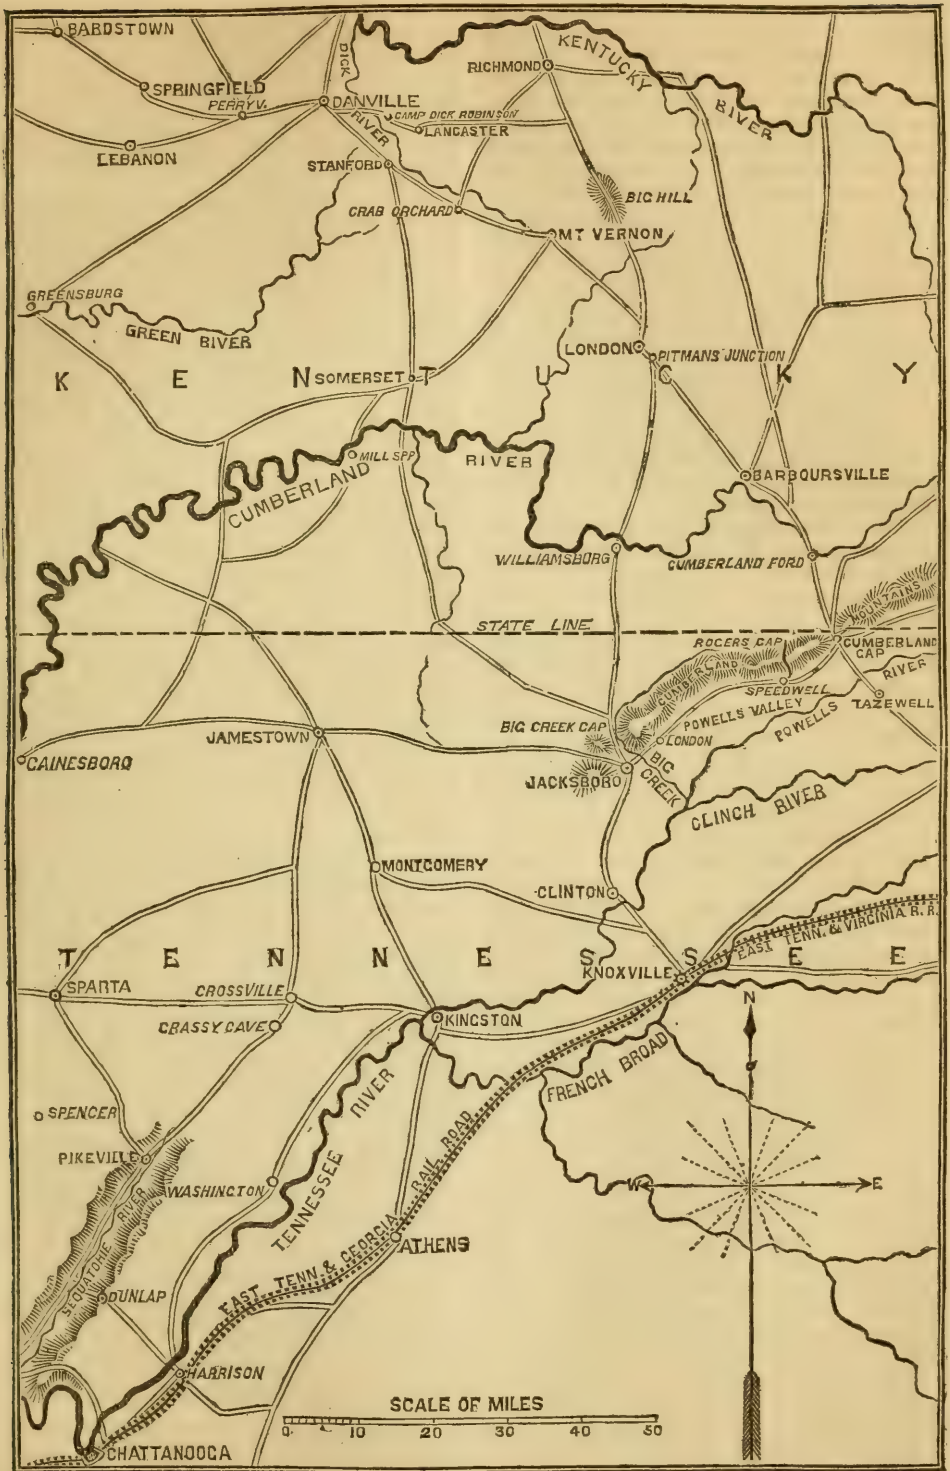 BARDSTOWN
SPRINGFIELD
PERRYV.
LEBANON
DICK
RIVER
DANVILLE
CAMP DICK ROBINSON
LANCASTER
STANFORD
CRAB ORCHARD
RICHMOND
KENTUCKY
RIVER
BIG HILL
MT VERNON
GREENSBURG
GREEN RIVER
LONDON
PITMANS JUNCTION
KENTUCKY
SOMERSET
MILL SPP
CUMBERLAND
RIVER
BARBOURSVILLE
WILLIAMSBURG
CUMBERLAND FORD
STATE LINE
MOUNTAINS
ROGERS GAP
CUMBERLAND
GAP
CUMBERLAND
SPEEDWELL
RIVER
POWELLS VALLEY
POWELLS
TAZEWELL
BIG CREEK GAP
LONDON
BIG
CREEK
JAMESTOWN
GAINESBORO
JACKSBORO
CLINCH RIVER
MONTGOMERY
CLINTON
EAST TENN. & VIRGINIA R. R.
TENNESSEE
KNOXVILLE
SPARTA
CROSSVILLE
GRASSY CAVE
KINGSTON
N
FRENCH BROAD
SPENCER
PIKEVILLE
WASHINGTON
TENNESSEE
RIVER
SEQUATCHIE
RIVER
W
E
EAST TENN. & GEORGIA
RAIL ROAD
ATHENS
DUNLAP
HARRISON
CHATTANOOGA
SCALE OF MILES
0 10 20 30 40 50